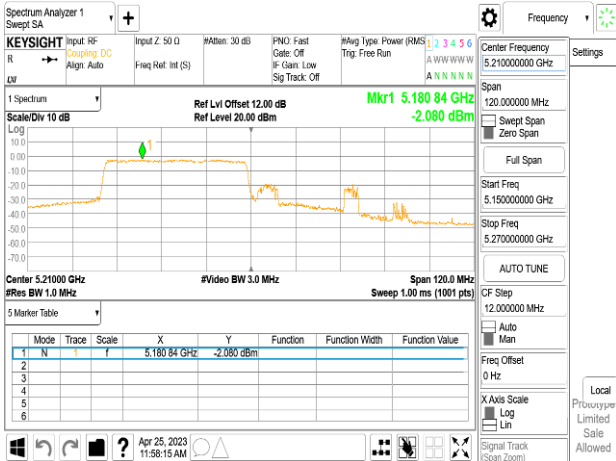 Spectrum Analyzer 1
Swept SA
+
Frequency
KEYSIGHT
R
Input: RF
Coupling: DC
Align: Auto
Input Z: 50 Ω
Freq Ref: Int (S)
#Atten: 30 dB
PNO: Fast
Gate: Off
IF Gain: Low
Sig Track: Off
#Avg Type: Power (RMS
Trig: Free Run
1 2 3 4 5 6
A W W W W W
A N N N N N
1 Spectrum
Scale/Div 10 dB
Ref Lvl Offset 12.00 dB
Ref Level 20.00 dBm
Mkr1 5.180 84 GHz
-2.080 dBm
Log
10.0
0.00
-10.0
-20.0
-30.0
-40.0
-50.0
-60.0
-70.0
1
Center 5.21000 GHz
#Res BW 1.0 MHz
#Video BW 3.0 MHz
Span 120.0 MHz
Sweep 1.00 ms (1001 pts)
5 Marker Table
Mode Trace Scale X Y Function Function Width Function Value
1 N 1 f 5.180 84 GHz -2.080 dBm
2
3
4
5
6
?
Apr 25, 2023
11:58:15 AM
Center Frequency
5.210000000 GHz
Settings
Span
120.000000 MHz
Swept Span
Zero Span
Full Span
Start Freq
5.150000000 GHz
Stop Freq
5.270000000 GHz
AUTO TUNE
CF Step
12.000000 MHz
Auto
Man
Freq Offset
0 Hz
X Axis Scale
Log
Lin
Signal Track
(Span Zoom)
Local
Prototype
Limited
Sale
Allowed